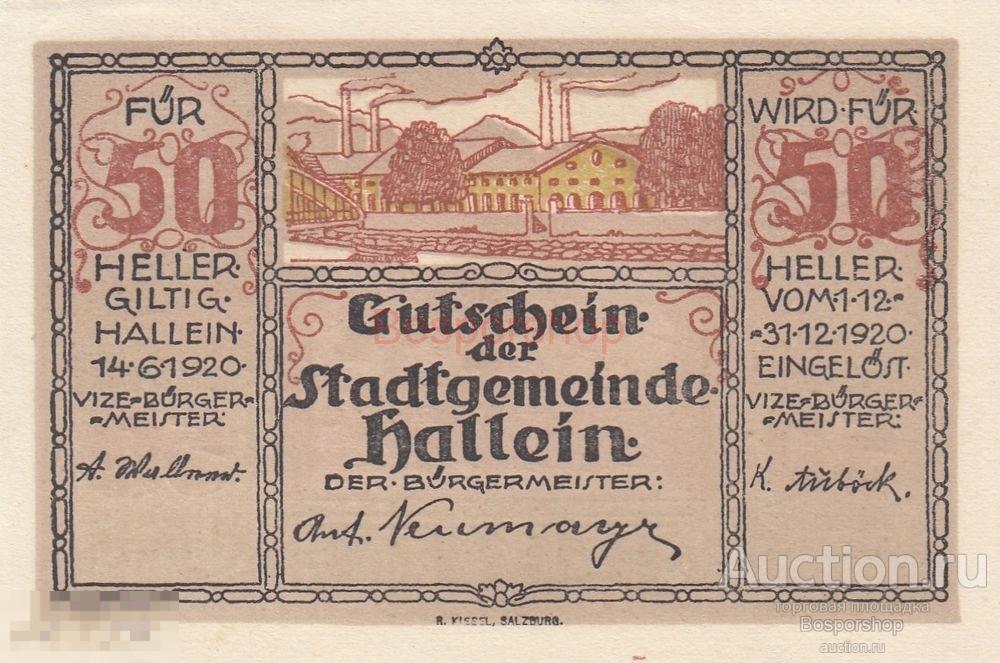 FÜR
50
HELLER·
GILTIG·
HALLEIN·
14·6·1920·
VIZE=BÜRGER=
=MEISTER:
Gutschein·
der
Stadtgemeinde·
Hallein·
DER·BÜRGERMEISTER:
Ant. Neumayr
WIRD·FÜR
50
HELLER·
VOM·1·12·=
=31·12·1920·
EINGELÖST·
VIZE=BÜRGER=
=MEISTER:
K. Auböck.
R. KIESEL, SALZBURG.
Bosporshop
Auction.ru
торговая площадка
Bosporshop
auction.ru